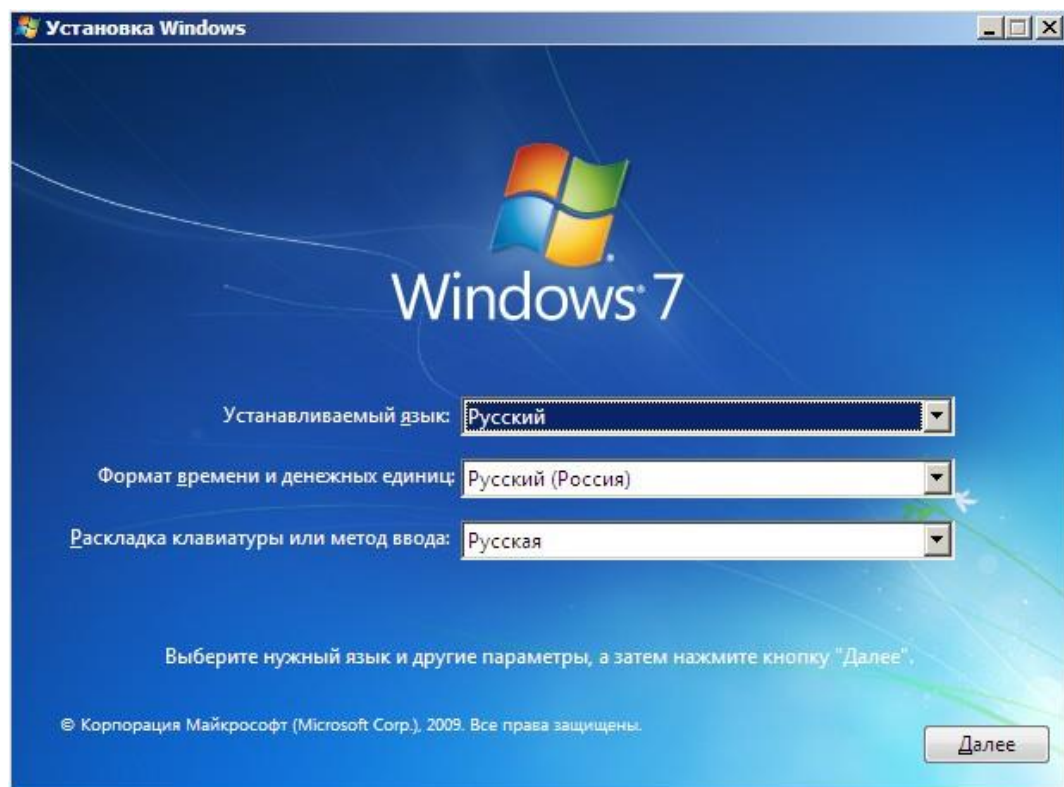 Установка Windows
Windows® 7
Устанавливаемый язык: Русский
Формат времени и денежных единиц: Русский (Россия)
Раскладка клавиатуры или метод ввода: Русская
Выберите нужный язык и другие параметры, а затем нажмите кнопку "Далее".
© Корпорация Майкрософт (Microsoft Corp.), 2009. Все права защищены.
Далее